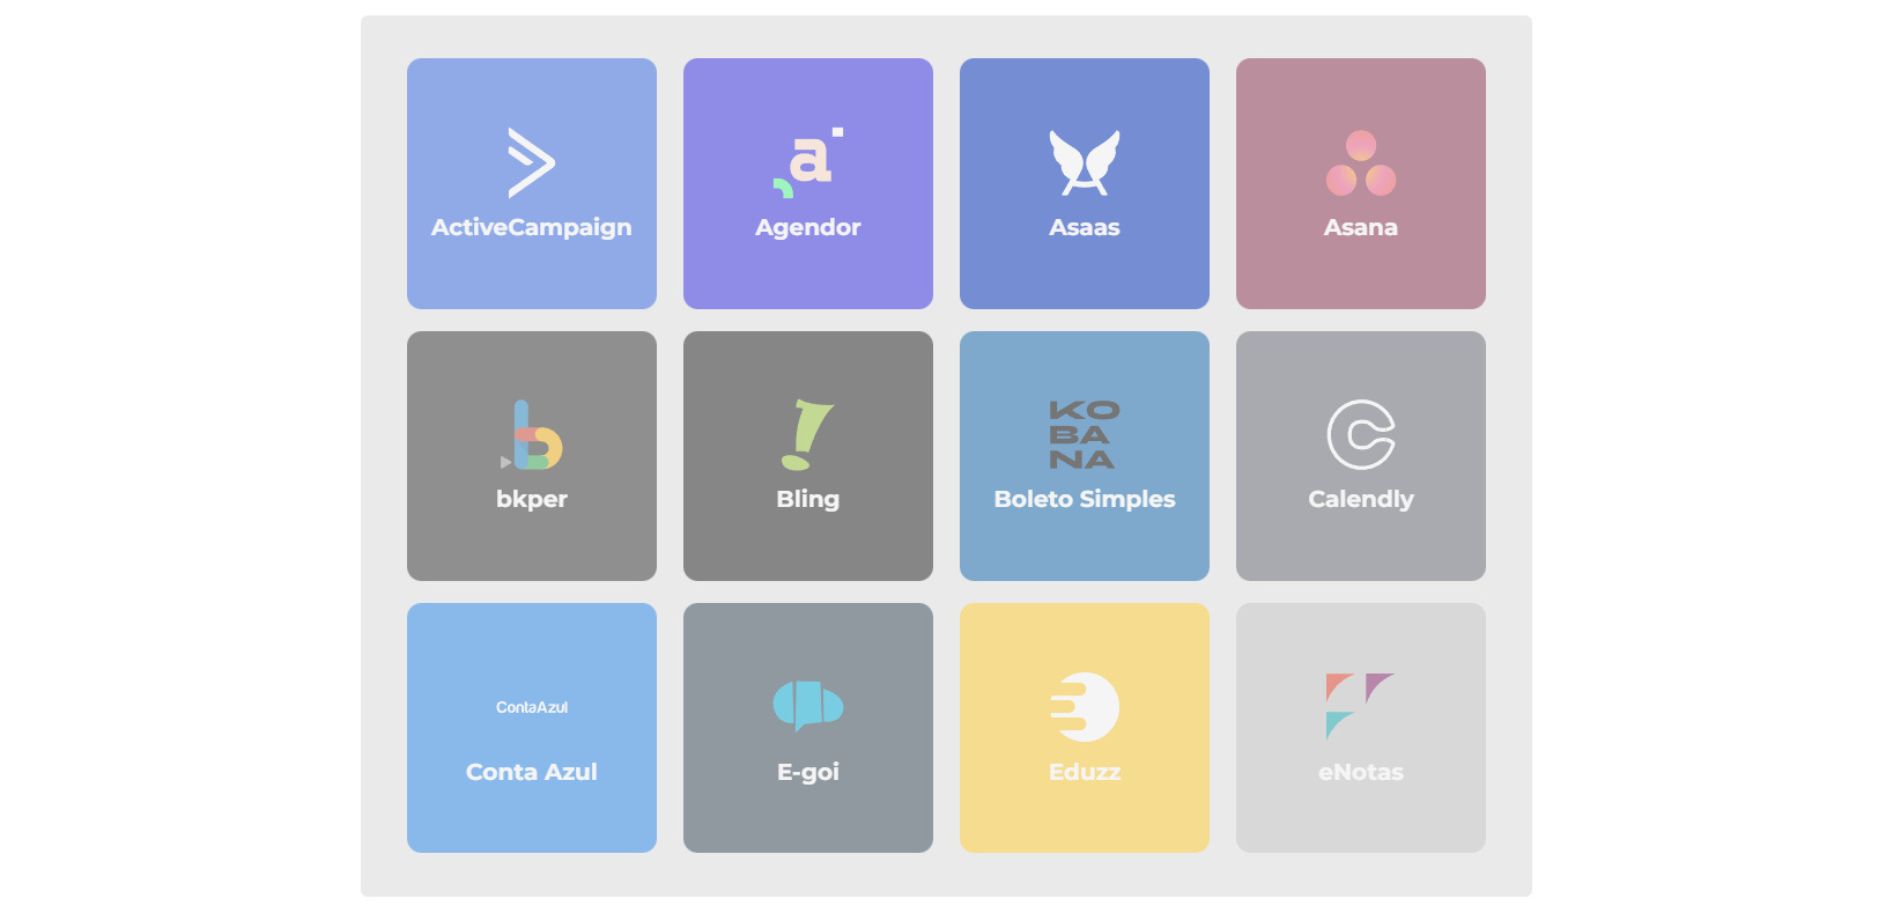 a
ActiveCampaign
Agendor
Asaas
Asana
b
KO
BA
NA
bkper
Bling
Boleto Simples
Calendly
ContaAzul
Conta Azul
E-goi
Eduzz
eNotas